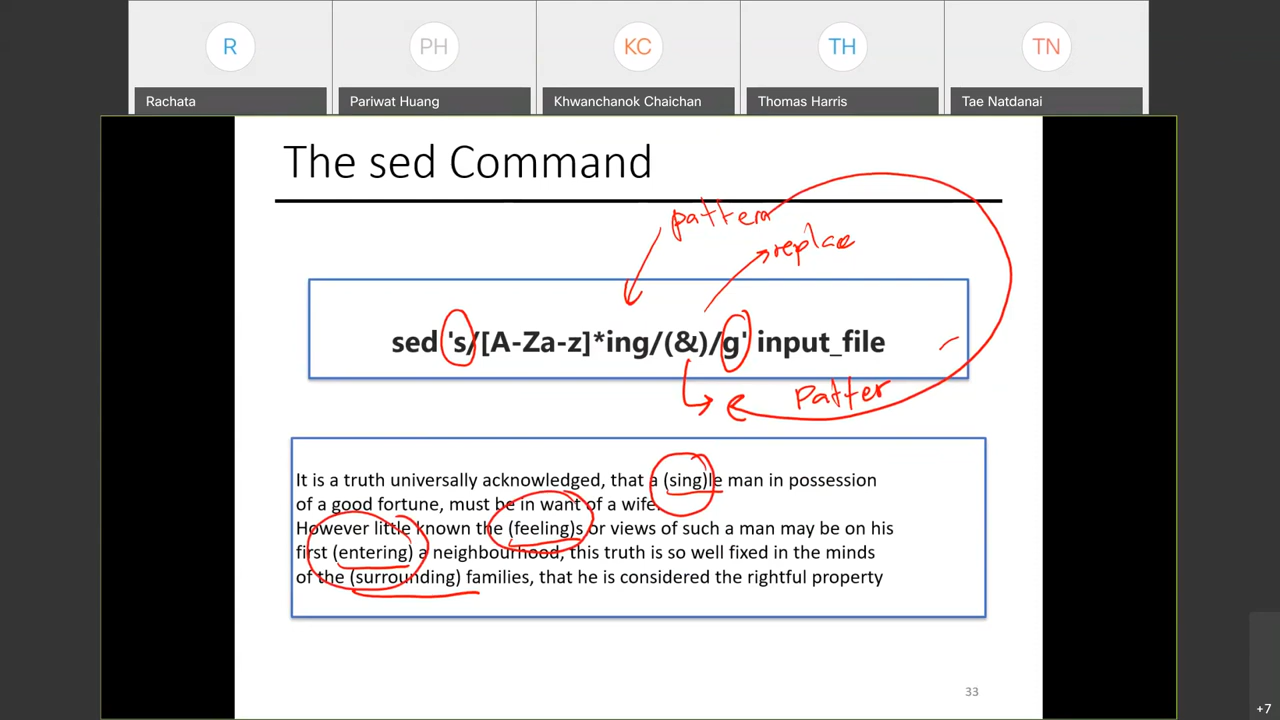 R PH KC TH TN
Rachata Pariwat Huang Khwanchanok Chaichan Thomas Harris Tae Natdanai
The sed Command
pattern
replace
sed 's/[A-Za-z]*ing/(&)/g' input_file
Patter
It is a truth universally acknowledged, that a (sing)le man in possession
of a good fortune, must be in want of a wife.
However little known the (feeling)s or views of such a man may be on his
first (entering) a neighbourhood, this truth is so well fixed in the minds
of the (surrounding) families, that he is considered the rightful property
33
+7